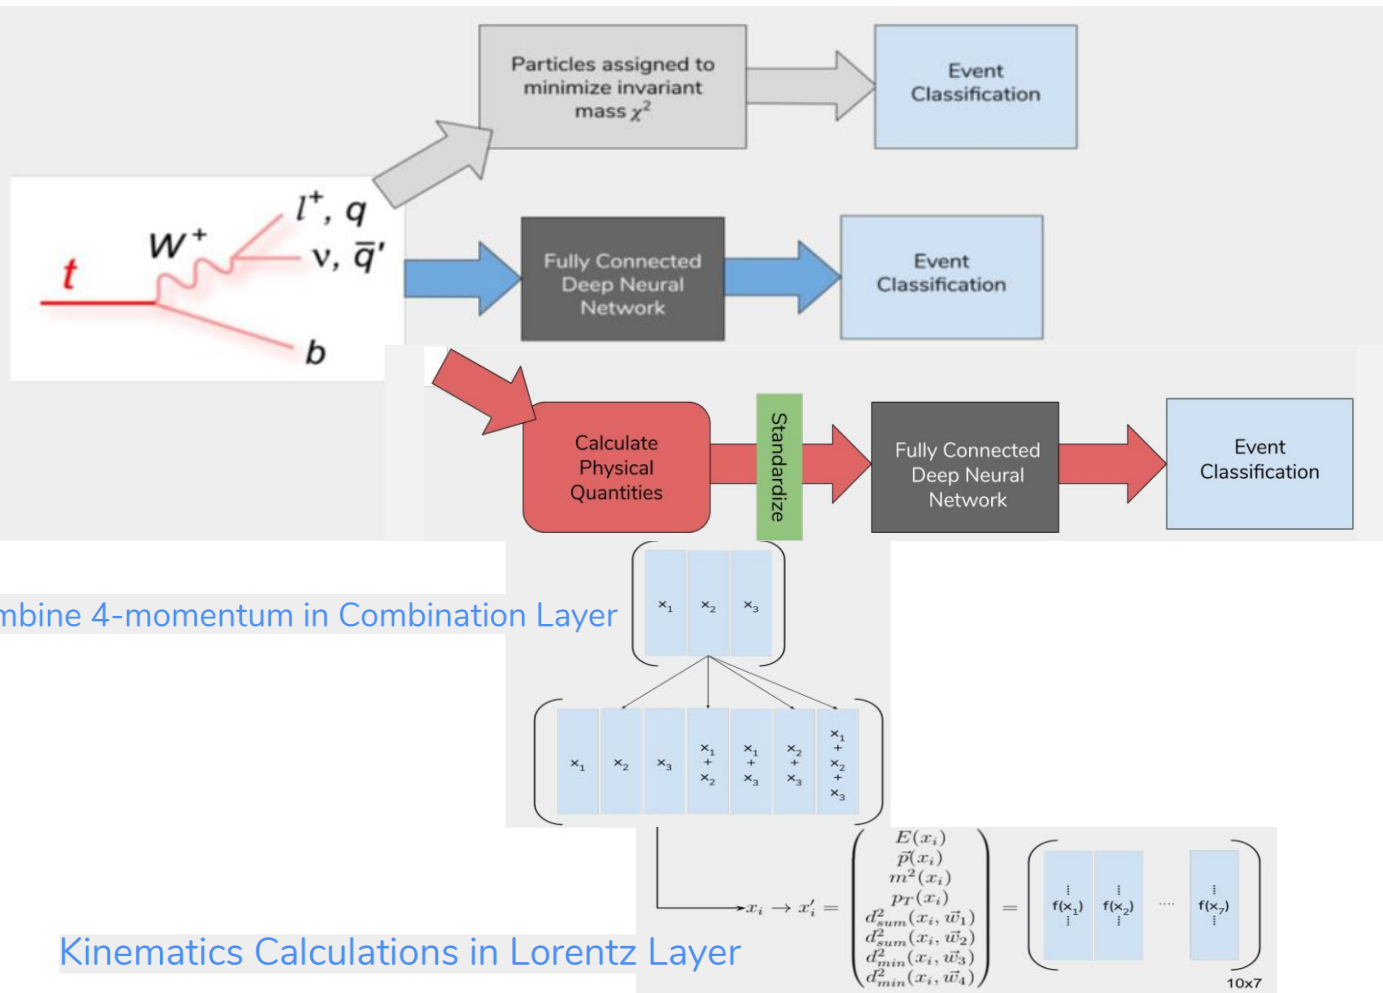 Particles assigned to
minimize invariant
mass χ²
Event
Classification
l⁺, q
W⁺
ν, q̅'
t
b
Fully Connected
Deep Neural
Network
Event
Classification
Calculate
Physical
Quantities
Standardize
Fully Connected
Deep Neural
Network
Event
Classification
x₁ x₂ x₃
mbine 4-momentum in Combination Layer
x₁ x₂ x₃ x₁ + x₂ x₁ + x₃ x₂ + x₃ x₁ + x₂ + x₃
E(xᵢ)
p⃗(xᵢ)
m²(xᵢ)
p_T(xᵢ)
xᵢ → x′ᵢ = =
d²_sum(xᵢ, w⃗₁)
d²_sum(xᵢ, w⃗₂)
d²_min(xᵢ, w⃗₃)
d²_min(xᵢ, w⃗₄)
⋮ f(x₁) ⋮ ⋮ f(x₂) ⋮ .... ⋮ f(x₇) ⋮
10x7
Kinematics Calculations in Lorentz Layer